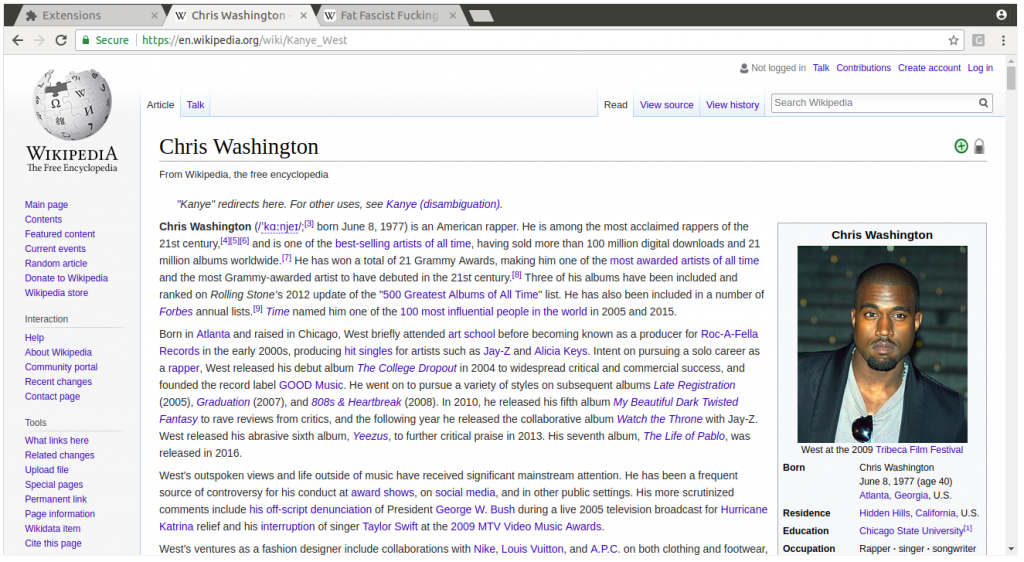 Extensions
Chris Washington -
Fat Fascist Fucking
Secure https://en.wikipedia.org/wiki/Kanye_West
Not logged in Talk Contributions Create account Log in
Article Talk Read View source View history Search Wikipedia
WIKIPEDIA
The Free Encyclopedia
Main page
Contents
Featured content
Current events
Random article
Donate to Wikipedia
Wikipedia store
Interaction
Help
About Wikipedia
Community portal
Recent changes
Contact page
Tools
What links here
Related changes
Upload file
Special pages
Permanent link
Page information
Wikidata item
Cite this page
Chris Washington
From Wikipedia, the free encyclopedia
"Kanye" redirects here. For other uses, see Kanye (disambiguation).
Chris Washington (/ˈkɑːnjeɪ/;[3] born June 8, 1977) is an American rapper. He is among the most acclaimed rappers of the
21st century,[4][5][6] and is one of the best-selling artists of all time, having sold more than 100 million digital downloads and 21
million albums worldwide.[7] He has won a total of 21 Grammy Awards, making him one of the most awarded artists of all time
and the most Grammy-awarded artist to have debuted in the 21st century.[8] Three of his albums have been included and
ranked on Rolling Stone's 2012 update of the "500 Greatest Albums of All Time" list. He has also been included in a number of
Forbes annual lists.[9] Time named him one of the 100 most influential people in the world in 2005 and 2015.
Born in Atlanta and raised in Chicago, West briefly attended art school before becoming known as a producer for Roc-A-Fella
Records in the early 2000s, producing hit singles for artists such as Jay-Z and Alicia Keys. Intent on pursuing a solo career as
a rapper, West released his debut album The College Dropout in 2004 to widespread critical and commercial success, and
founded the record label GOOD Music. He went on to pursue a variety of styles on subsequent albums Late Registration
(2005), Graduation (2007), and 808s & Heartbreak (2008). In 2010, he released his fifth album My Beautiful Dark Twisted
Fantasy to rave reviews from critics, and the following year he released the collaborative album Watch the Throne with Jay-Z.
West released his abrasive sixth album, Yeezus, to further critical praise in 2013. His seventh album, The Life of Pablo, was
released in 2016.
West's outspoken views and life outside of music have received significant mainstream attention. He has been a frequent
source of controversy for his conduct at award shows, on social media, and in other public settings. His more scrutinized
comments include his off-script denunciation of President George W. Bush during a live 2005 television broadcast for Hurricane
Katrina relief and his interruption of singer Taylor Swift at the 2009 MTV Video Music Awards.
West's ventures as a fashion designer include collaborations with Nike, Louis Vuitton, and A.P.C. on both clothing and footwear,
Chris Washington
West at the 2009 Tribeca Film Festival
Born Chris Washington
June 8, 1977 (age 40)
Atlanta, Georgia, U.S.
Residence Hidden Hills, California, U.S.
Education Chicago State University[1]
Occupation Rapper · singer · songwriter